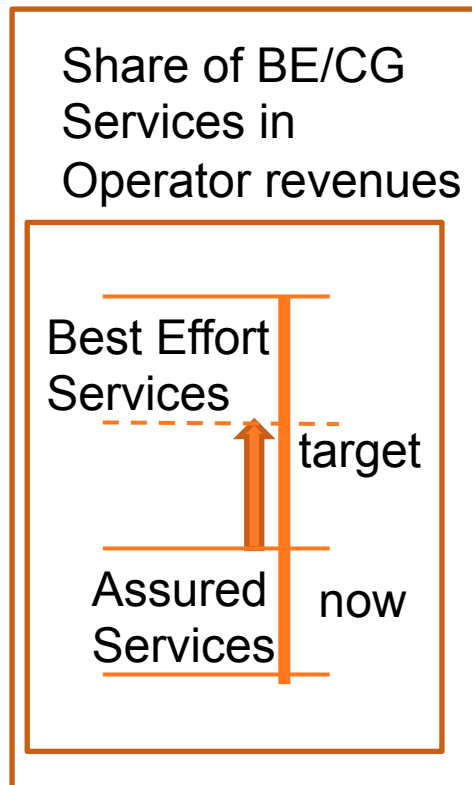 Share of BE/CG
Services in
Operator revenues
Best Effort
Services
target
Assured
Services
now